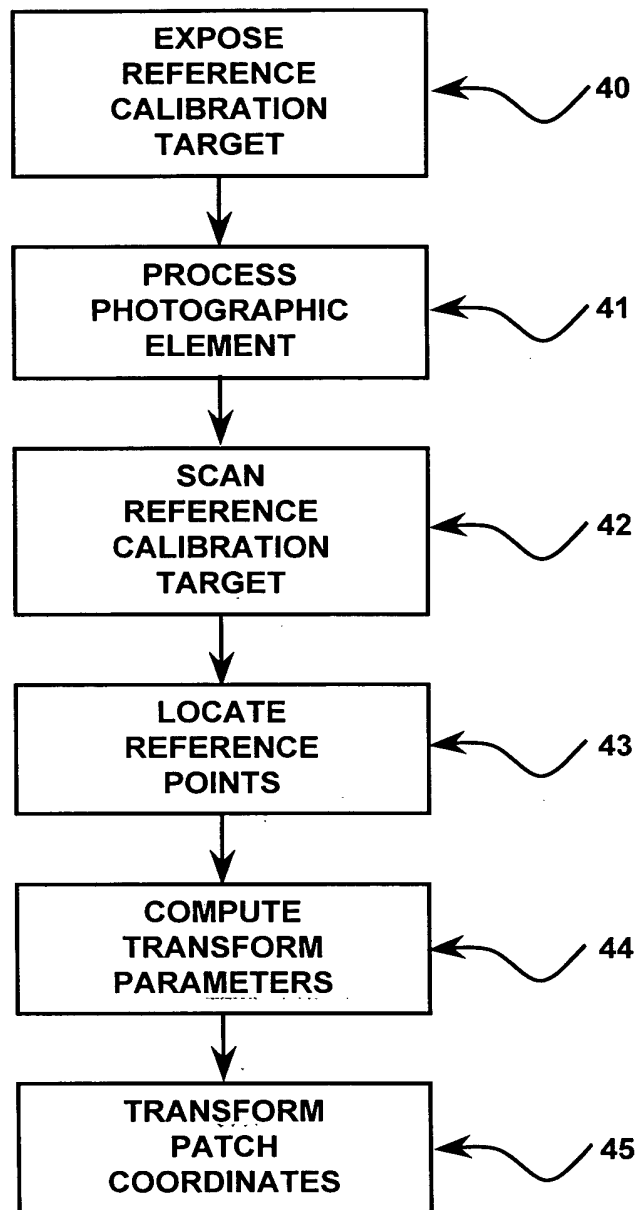 EXPOSE
REFERENCE
CALIBRATION
TARGET
40
PROCESS
PHOTOGRAPHIC
ELEMENT
41
SCAN
REFERENCE
CALIBRATION
TARGET
42
LOCATE
REFERENCE
POINTS
43
COMPUTE
TRANSFORM
PARAMETERS
44
TRANSFORM
PATCH
COORDINATES
45